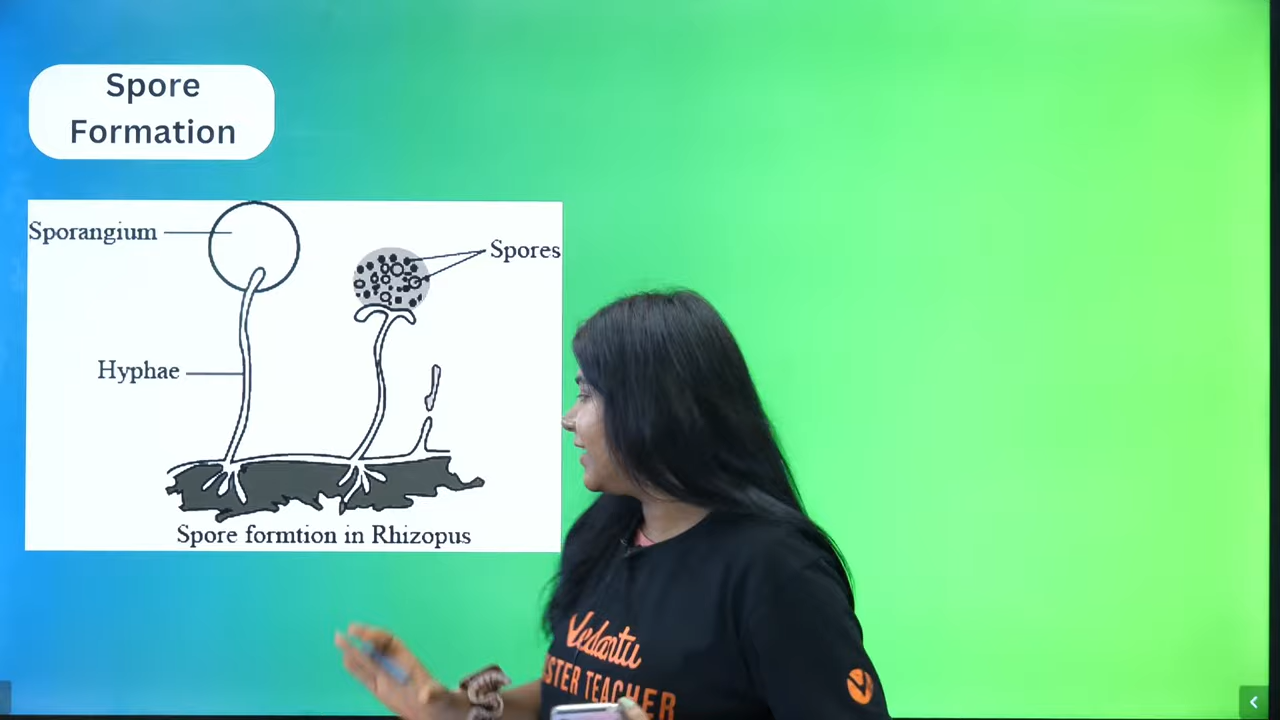 Spore
Formation
Sporangium
Spores
Hyphae
Spore formtion in Rhizopus
Vedantu
STER TEACHER